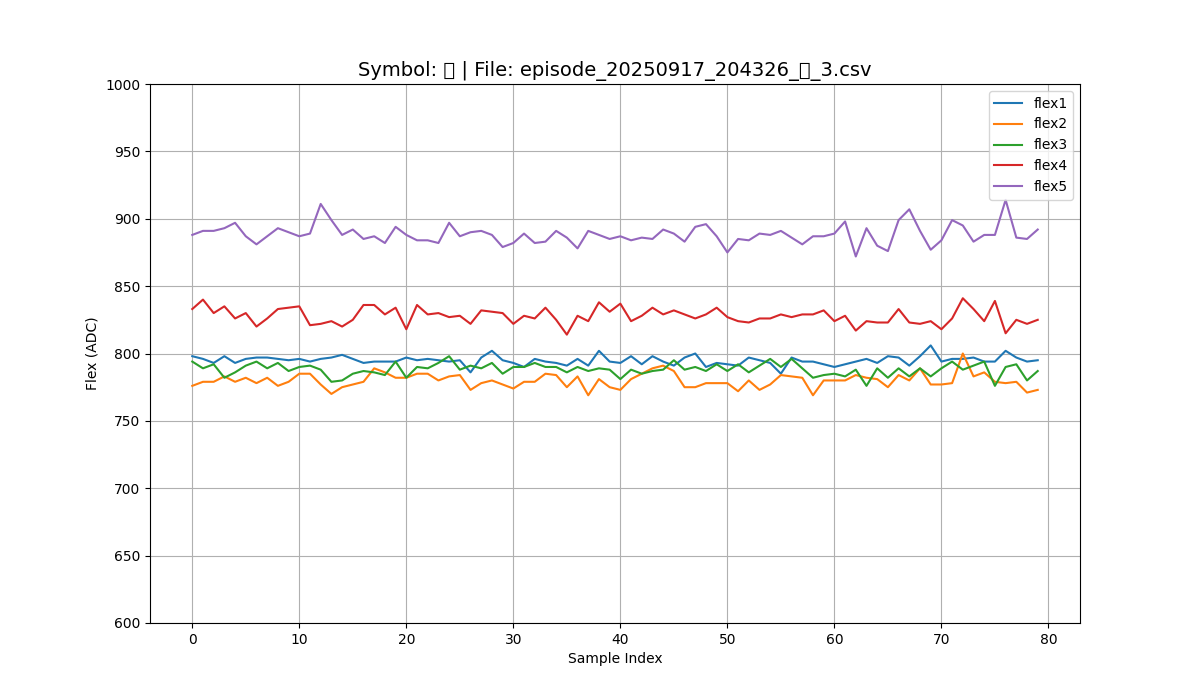 Symbol: | File: episode_20250917_204326_ _3.csv
1000
950
900
850
800
750
700
650
600
Flex (ADC)
0 10 20 30 40 50 60 70 80
Sample Index
flex1
flex2
flex3
flex4
flex5